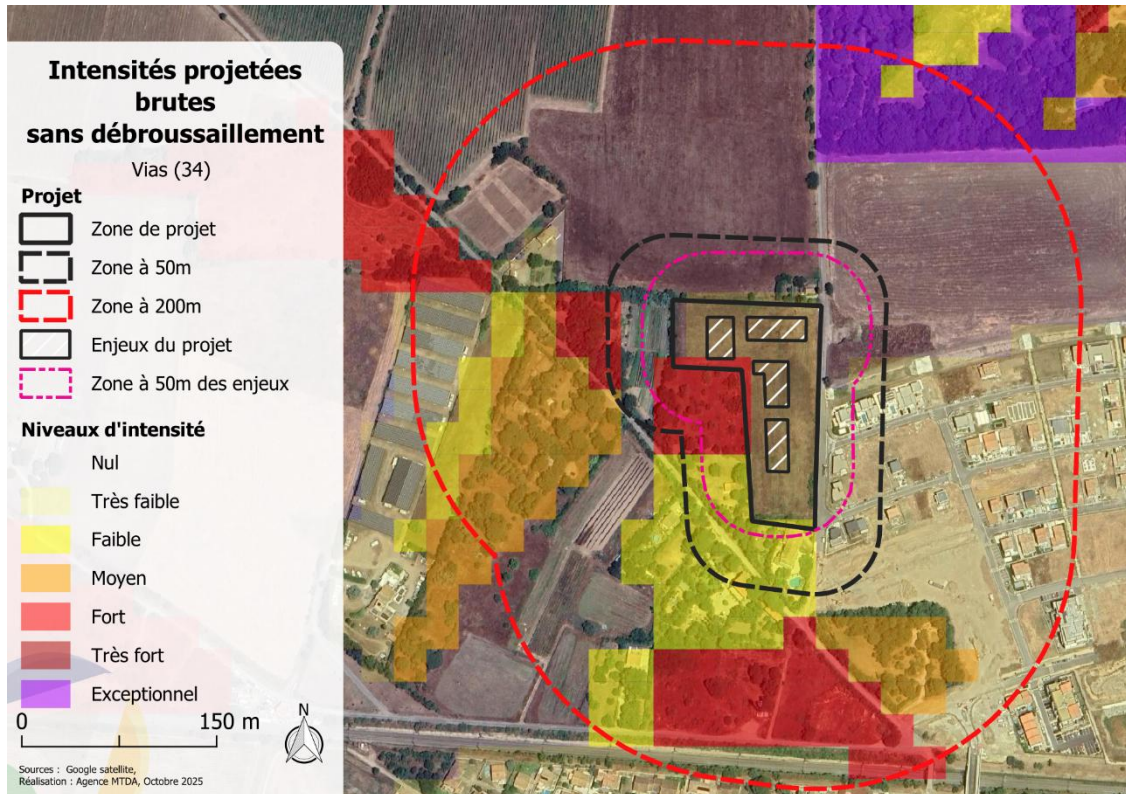 Intensités projetées
brutes
sans débroussaillement
Vias (34)
Projet
Zone de projet
Zone à 50m
Zone à 200m
Enjeux du projet
Zone à 50m des enjeux
Niveaux d'intensité
Nul
Très faible
Faible
Moyen
Fort
Très fort
Exceptionnel
0 150 m
N
Sources : Google satellite,
Réalisation : Agence MTDA, Octobre 2025